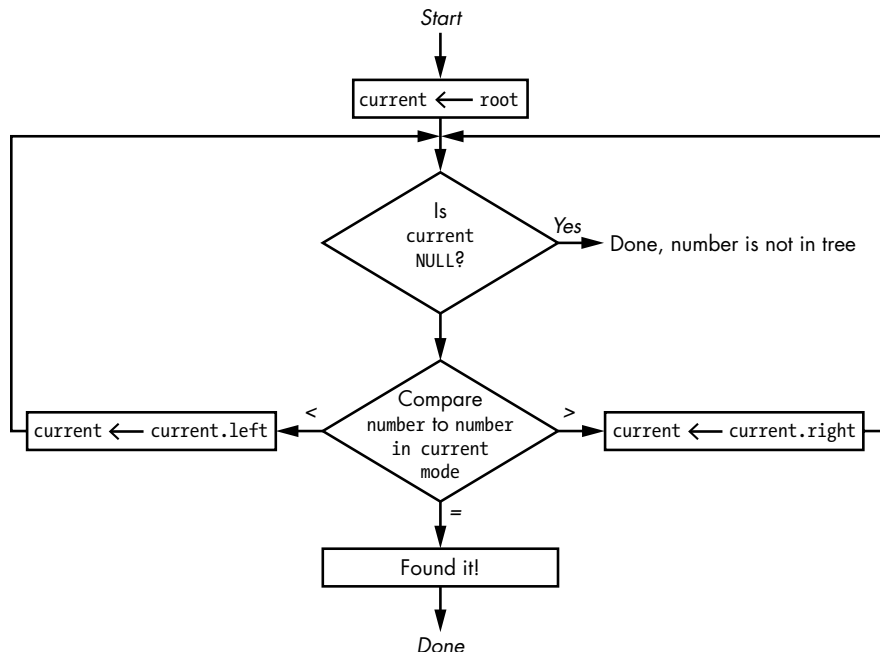 Start
current ← root
Is
current
NULL?
Yes
Done, number is not in tree
Compare
number to number
in current
mode
<
current ← current.left
>
current ← current.right
=
Found it!
Done